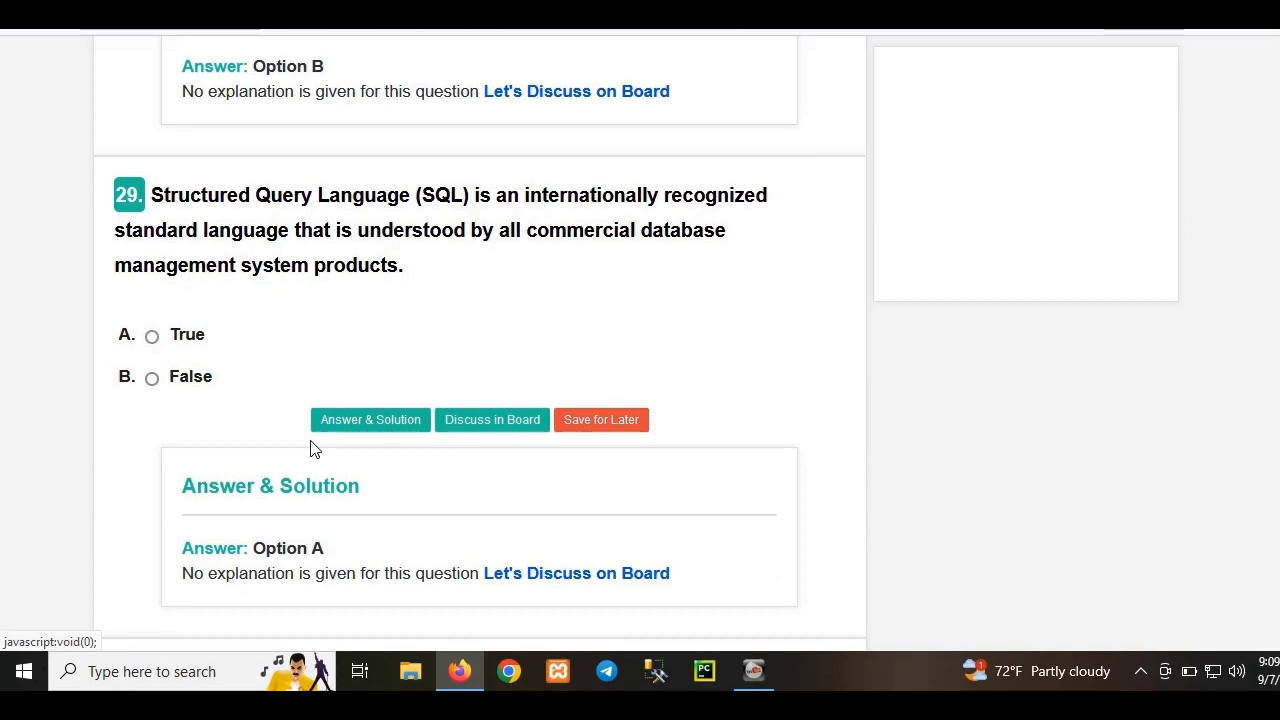 Answer: Option B
No explanation is given for this question Let's Discuss on Board
29. Structured Query Language (SQL) is an internationally recognized
standard language that is understood by all commercial database
management system products.
A. True
B. False
Answer & Solution Discuss in Board Save for Later
Answer & Solution
Answer: Option A
No explanation is given for this question Let's Discuss on Board
javascript:void(0);
Type here to search
PC
1
72°F Partly cloudy
9:09
9/7/